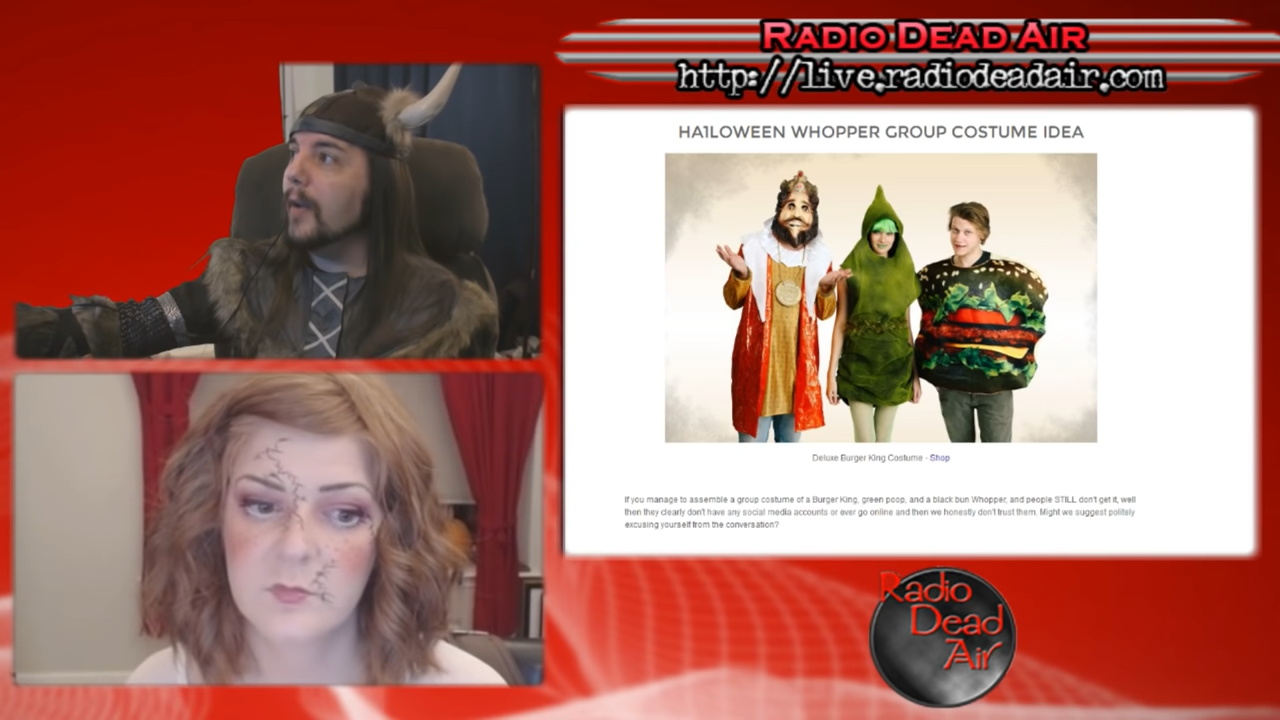 RADIO DEAD AIR
http://live.radiodeadair.com
HA1LOWEEN WHOPPER GROUP COSTUME IDEA
Deluxe Burger King Costume - Shop
If you manage to assemble a group costume of a Burger King, green poop, and a black bun Whopper, and people STILL don't get it, well
then they clearly don't have any social media accounts or ever go online and then we honestly don't trust them. Might we suggest politely
excusing yourself from the conversation?
Radio
Dead
Air